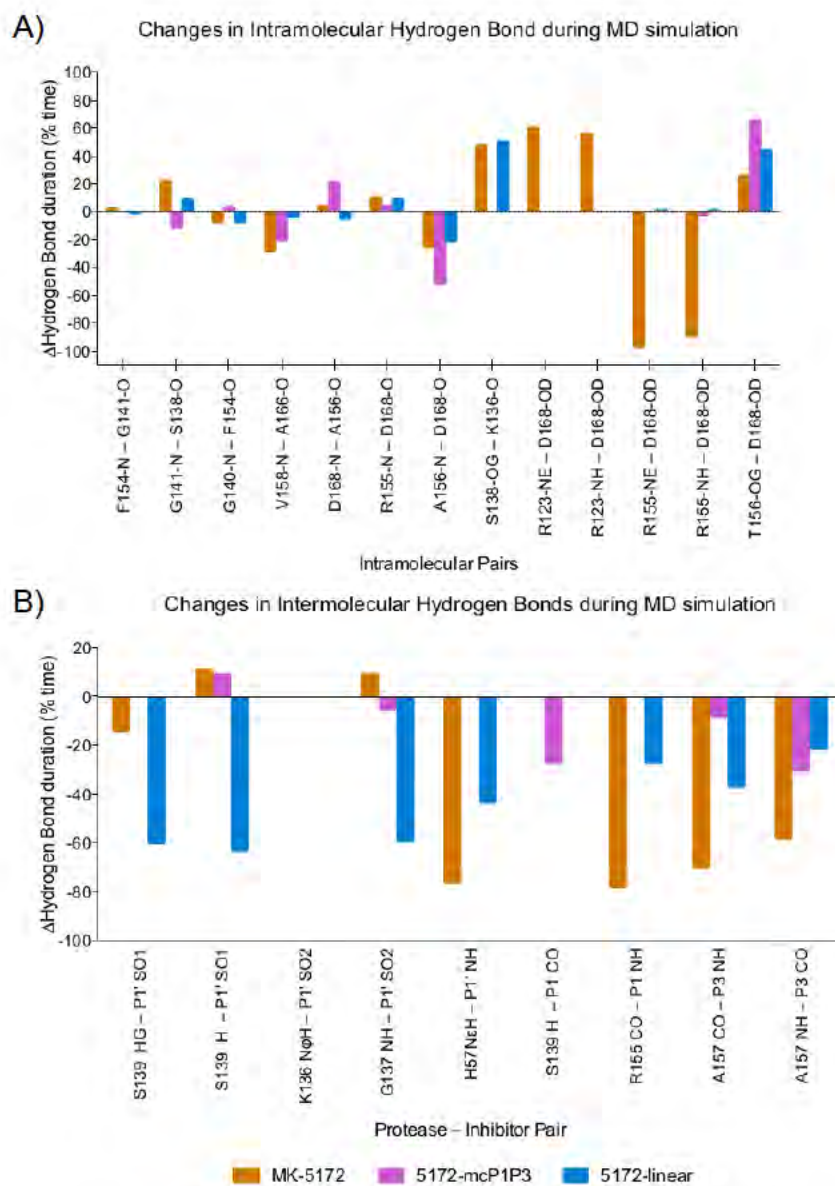 A)
Changes in Intramolecular Hydrogen Bond during MD simulation
ΔHydrogen Bond duration (% time)
100
80
60
40
20
0
-20
-40
-60
-80
-100
F154-N – G141-O
G141-N – S138-O
G140-N – F154-O
V158-N – A166-O
D168-N – A156-O
R155-N – D168-O
A156-N – D168-O
S138-OG – K136-O
R123-NE – D168-OD
R123-NH – D168-OD
R155-NE – D168-OD
R155-NH – D168-OD
T156-OG – D168-OD
Intramolecular Pairs
B)
Changes in Intermolecular Hydrogen Bonds during MD simulation
ΔHydrogen Bond duration (% time)
20
0
-20
-40
-60
-80
-100
S139 HG – P1' SO1
S139 H – P1' SO1
K136 NφH – P1' SO2
G137 NH – P1' SO2
H57NεH – P1' NH
S139 H – P1 CO
R155 CO – P1 NH
A157 CO – P3 NH
A157 NH – P3 CO
Protease – Inhibitor Pair
MK-5172
5172-mcP1P3
5172-linear